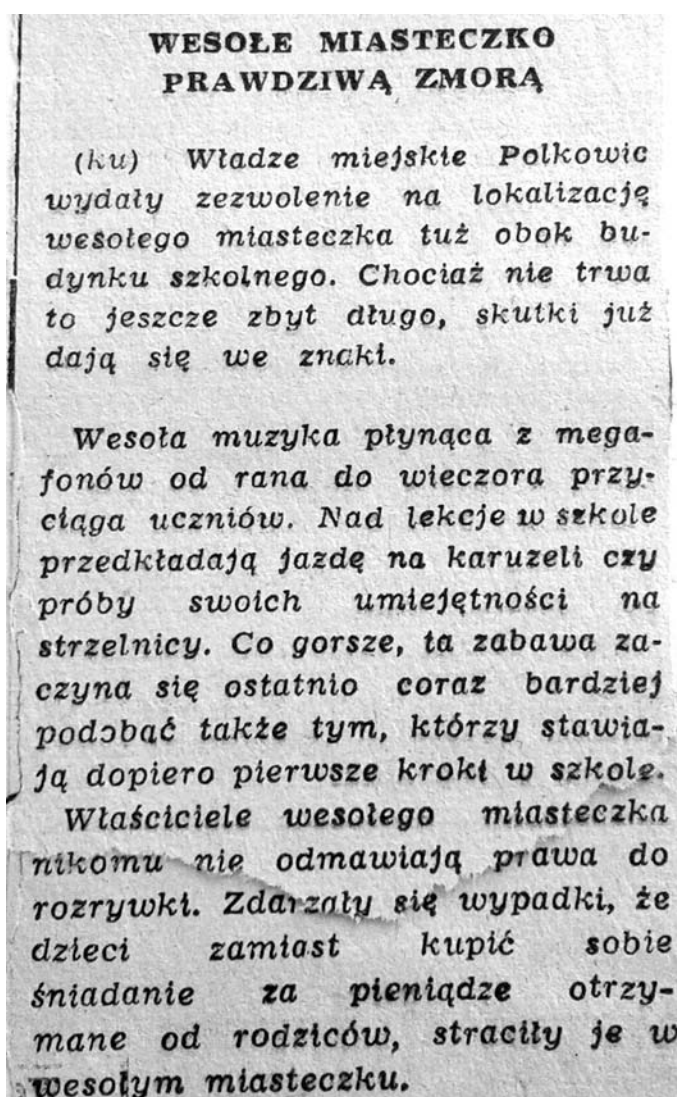 WESOŁE MIASTECZKO
PRAWDZIWĄ ZMORĄ
(ku) Władze miejskie Polkowic
wydały zezwolenie na lokalizację
wesołego miasteczka tuż obok bu-
dynku szkolnego. Chociaż nie trwa
to jeszcze zbyt długo, skutki już
dają się we znaki.
Wesoła muzyka płynąca z mega-
fonów od rana do wieczora przy-
ciąga uczniów. Nad lekcje w szkole
przedkładają jazdę na karuzeli czy
próby swoich umiejętności na
strzelnicy. Co gorsze, ta zabawa za-
czyna się ostatnio coraz bardziej
podobać także tym, którzy stawia-
ją dopiero pierwsze kroki w szkole.
Właściciele wesołego miasteczka
nikomu nie odmawiają prawa do
rozrywki. Zdarzały się wypadki, że
dzieci zamiast kupić sobie
śniadanie za pieniądze otrzy-
mane od rodziców, straciły je w
wesołym miasteczku.